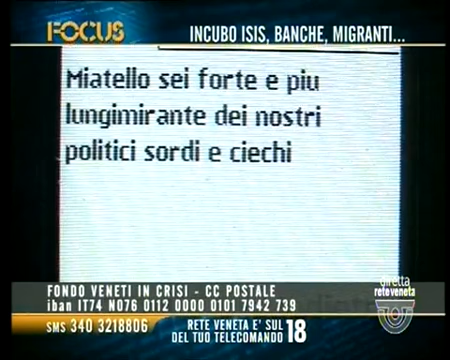 FOCUS
INCUBO ISIS, BANCHE, MIGRANTI...
Miatello sei forte e piu
lungimirante dei nostri
politici sordi e ciechi
diretta
reteveneta
FONDO VENETI IN CRISI - CC POSTALE
iban IT74 N076 0112 0000 0101 7942 739
SMS 340 3218806
RETE VENETA E' SUL
DEL TUO TELECOMANDO 18